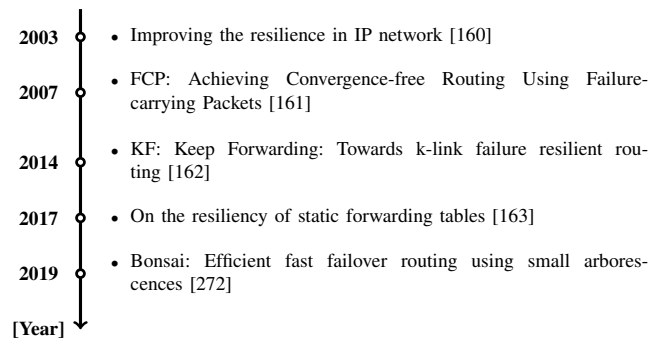 2003 • Improving the resilience in IP network [160]
2007 • FCP: Achieving Convergence-free Routing Using Failure-
carrying Packets [161]
2014 • KF: Keep Forwarding: Towards k-link failure resilient rou-
ting [162]
2017 • On the resiliency of static forwarding tables [163]
2019 • Bonsai: Efficient fast failover routing using small arbores-
cences [272]
[Year]